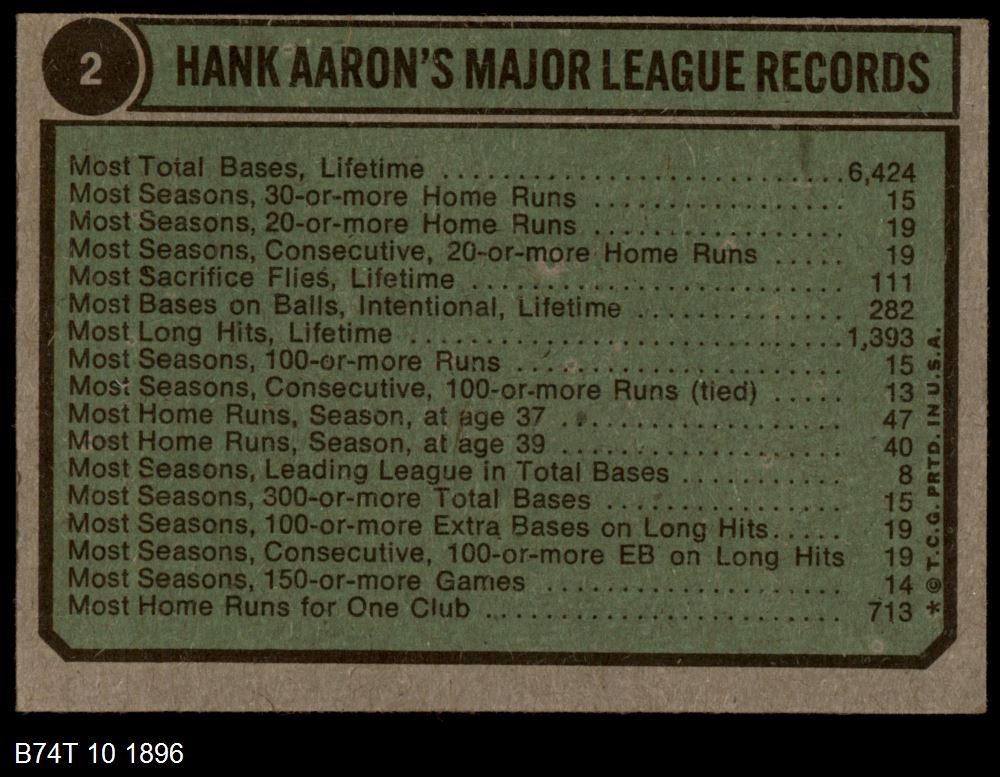 2
HANK AARON'S MAJOR LEAGUE RECORDS
Most Total Bases, Lifetime ............................. 6,424
Most Seasons, 30-or-more Home Runs .................. 15
Most Seasons, 20-or-more Home Runs .................. 19
Most Seasons, Consecutive, 20-or-more Home Runs ..... 19
Most Sacrifice Flies, Lifetime ........................... 111
Most Bases on Balls, Intentional, Lifetime ............... 282
Most Long Hits, Lifetime ................................ 1,393
Most Seasons, 100-or-more Runs ........................ 15
Most Seasons, Consecutive, 100-or-more Runs (tied) ..... 13
Most Home Runs, Season, at age 37 .................... 47
Most Home Runs, Season, at age 39 .................... 40
Most Seasons, Leading League in Total Bases ............ 8
Most Seasons, 300-or-more Total Bases ................. 15
Most Seasons, 100-or-more Extra Bases on Long Hits...... 19
Most Seasons, Consecutive, 100-or-more EB on Long Hits 19
Most Seasons, 150-or-more Games ...................... 14
Most Home Runs for One Club .......................... 713
* © T.C.G. PRTD. IN U.S.A.
B74T 10 1896